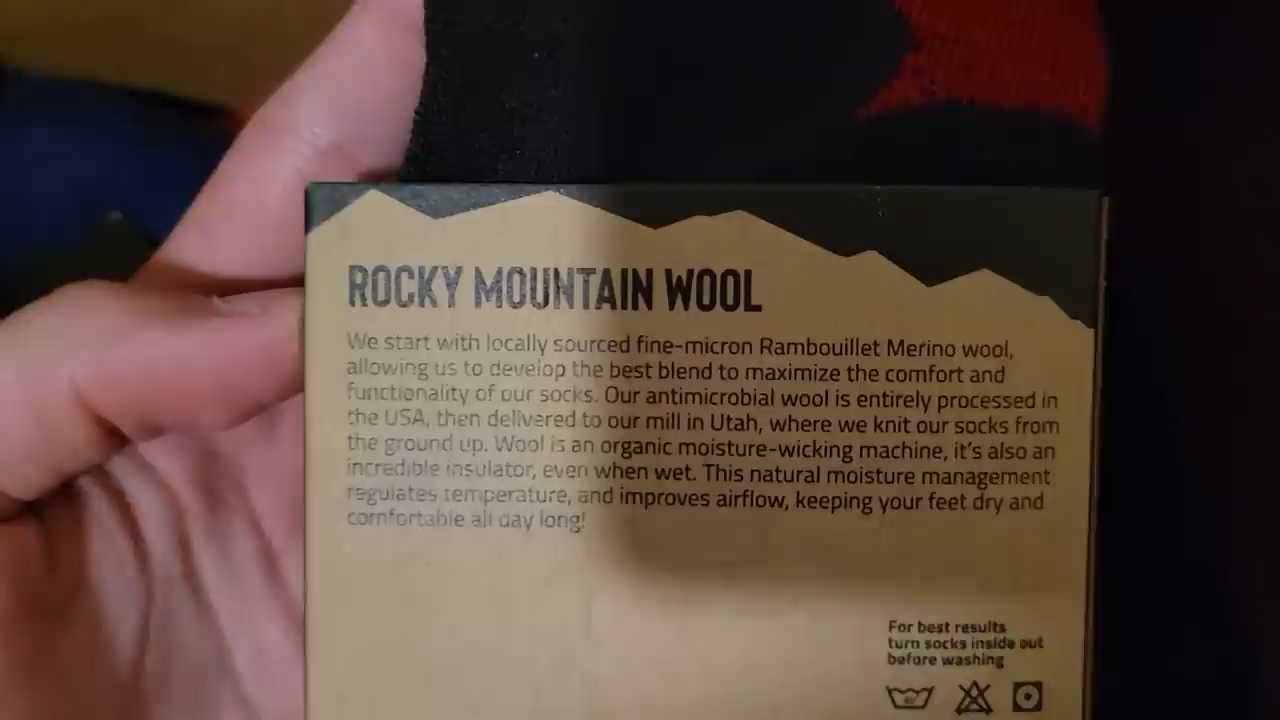 ROCKY MOUNTAIN WOOL
We start with locally sourced fine-micron Rambouillet Merino wool,
allowing us to develop the best blend to maximize the comfort and
functionality of our socks. Our antimicrobial wool is entirely processed in
the USA, then delivered to our mill in Utah, where we knit our socks from
the ground up. Wool is an organic moisture-wicking machine, it's also an
incredible insulator, even when wet. This natural moisture management
regulates temperature, and improves airflow, keeping your feet dry and
comfortable all day long!
For best results
turn socks inside out
before washing